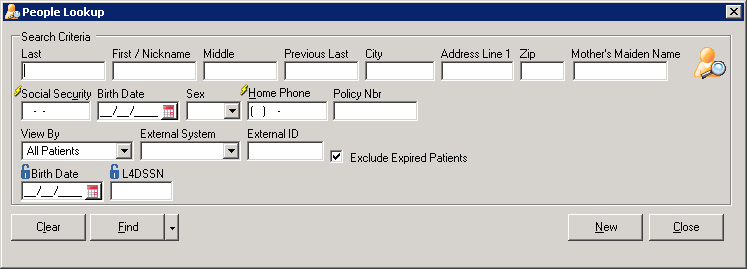 People Lookup
Search Criteria
Last First / Nickname Middle Previous Last City Address Line 1 Zip Mother's Maiden Name
Social Security Birth Date Sex Home Phone Policy Nbr
- - __/__/____ ( ) -
View By External System External ID
All Patients Exclude Expired Patients
Birth Date L4DSSN
__/__/____
Clear Find New Close